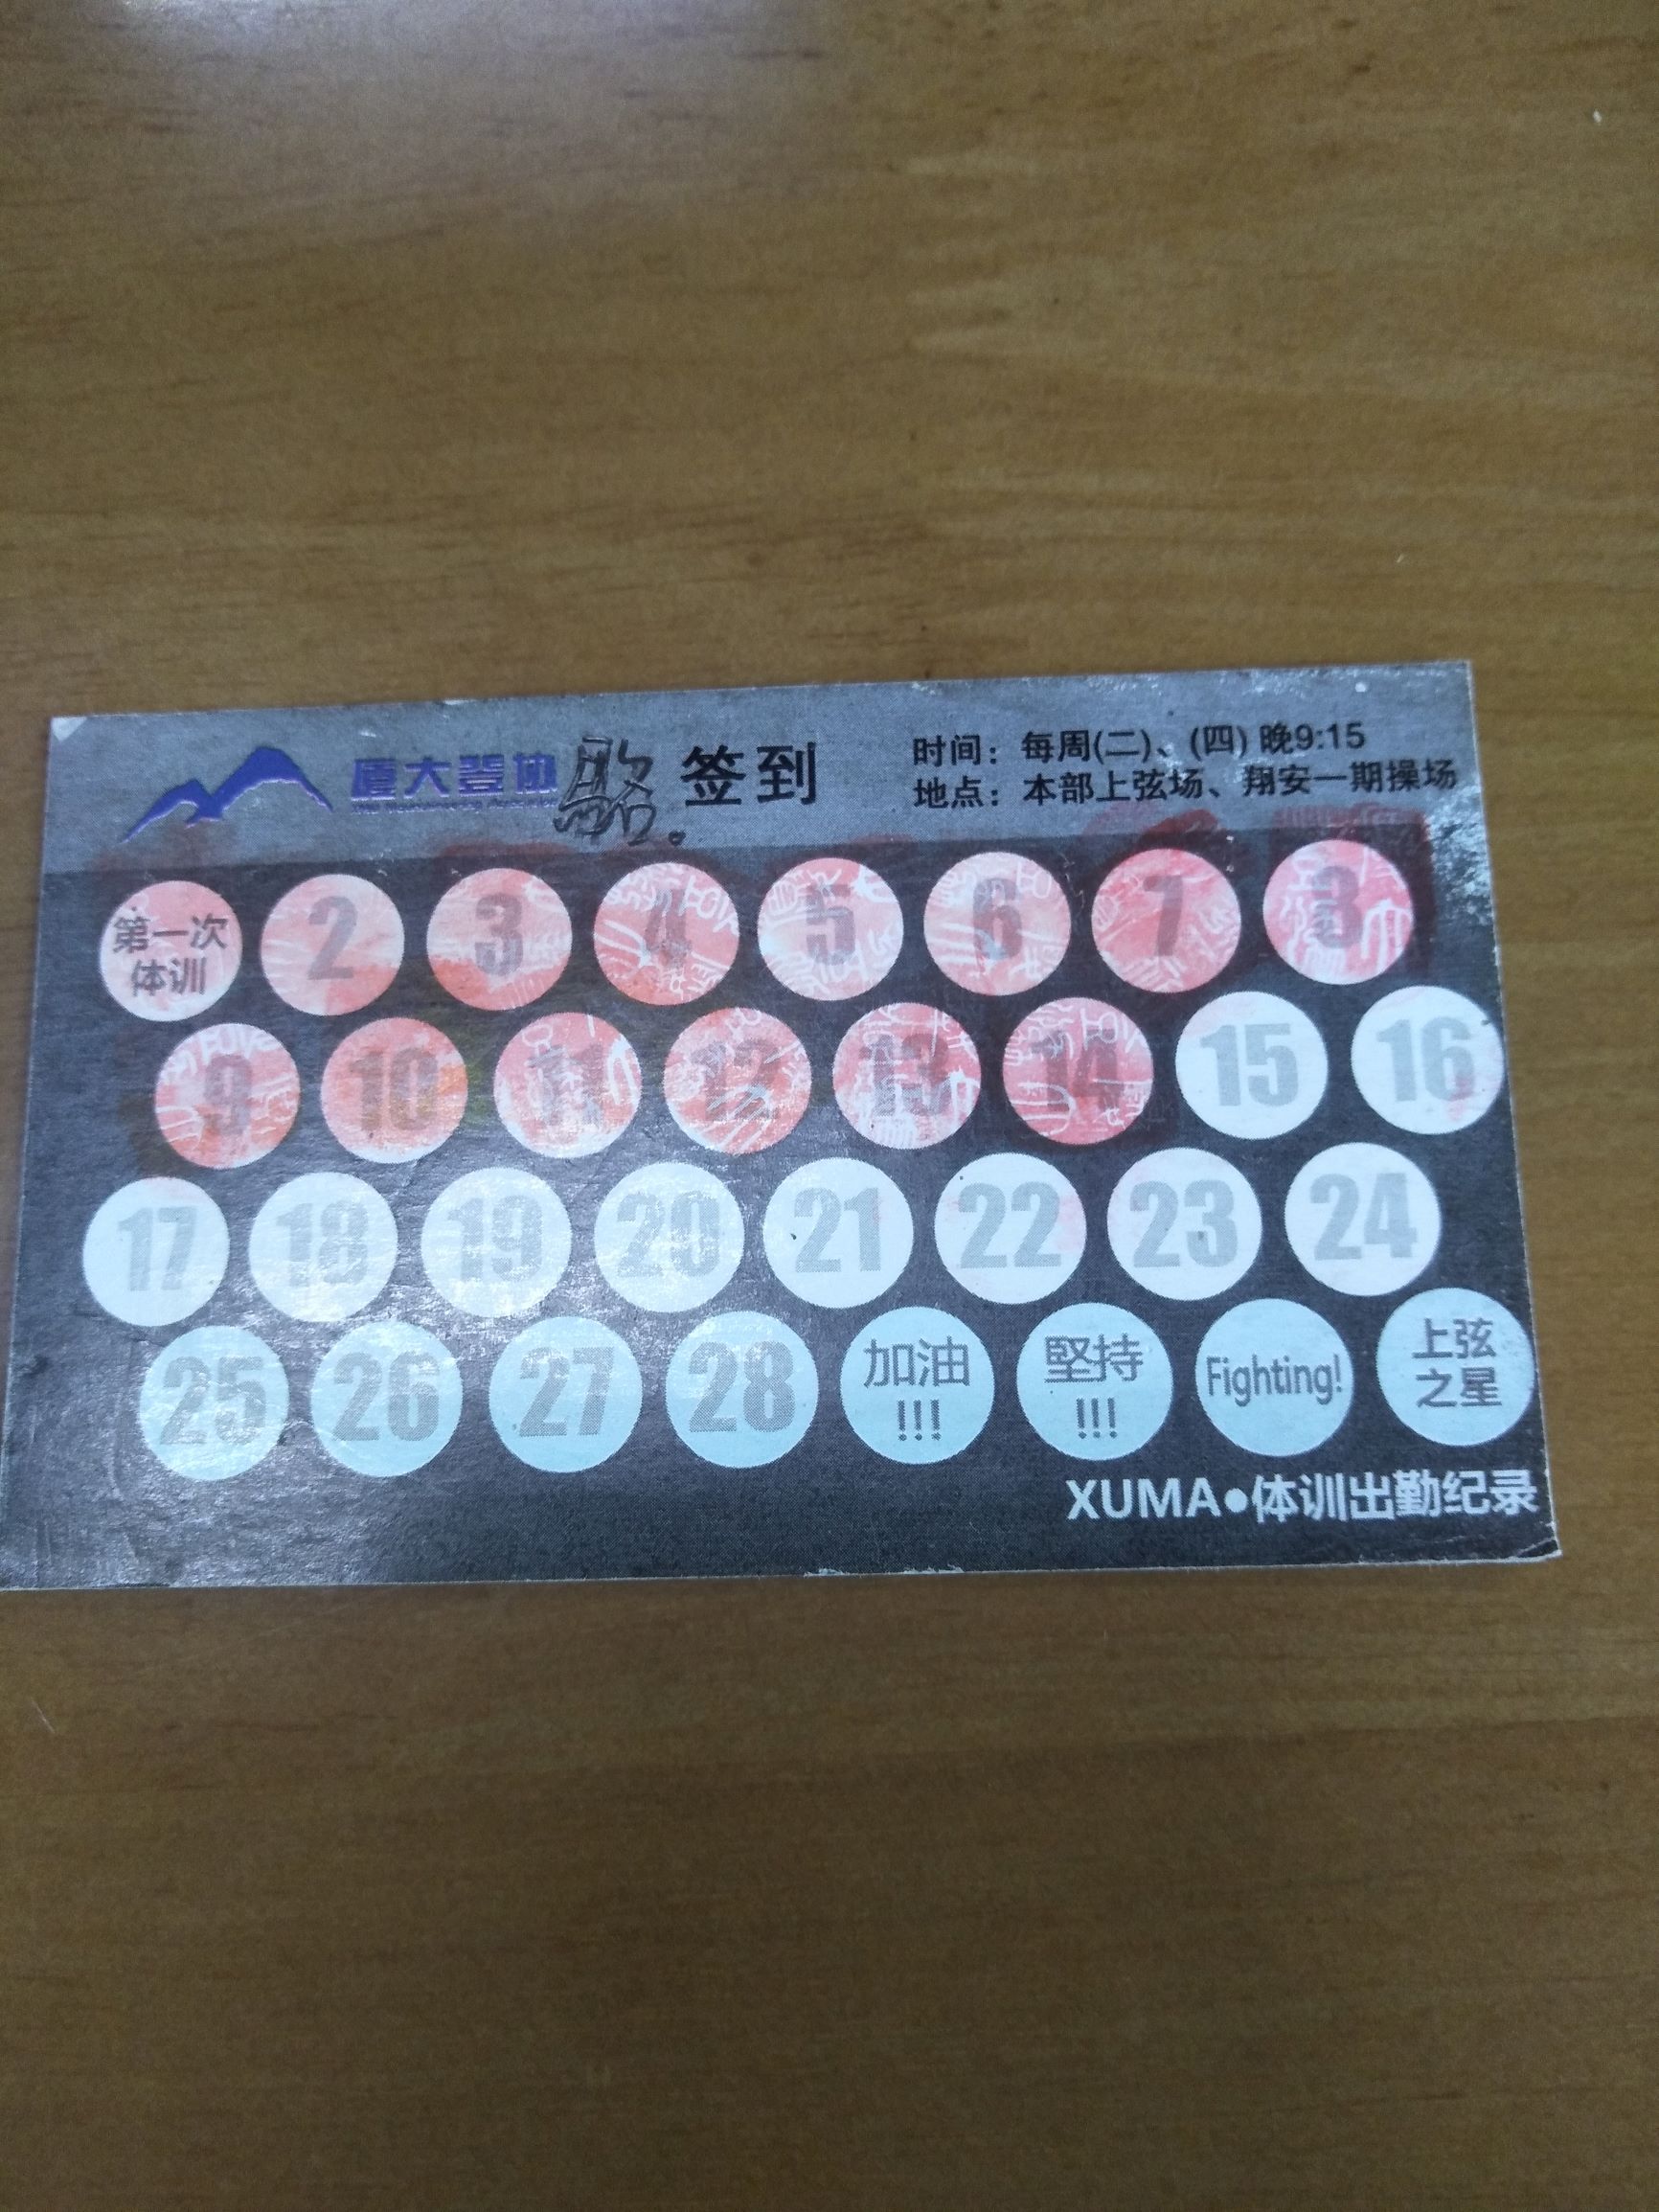 厦大登协 签到
时间：每周(二)、(四) 晚9:15
地点：本部上弦场、翔安一期操场
第一次
体训
2 3 4 5 6 7 8
9 10 11 12 13 14 15 16
17 18 19 20 21 22 23 24
25 26 27 28
加油
!!!
堅持
!!!
Fighting!
上弦
之星
XUMA●体训出勤纪录